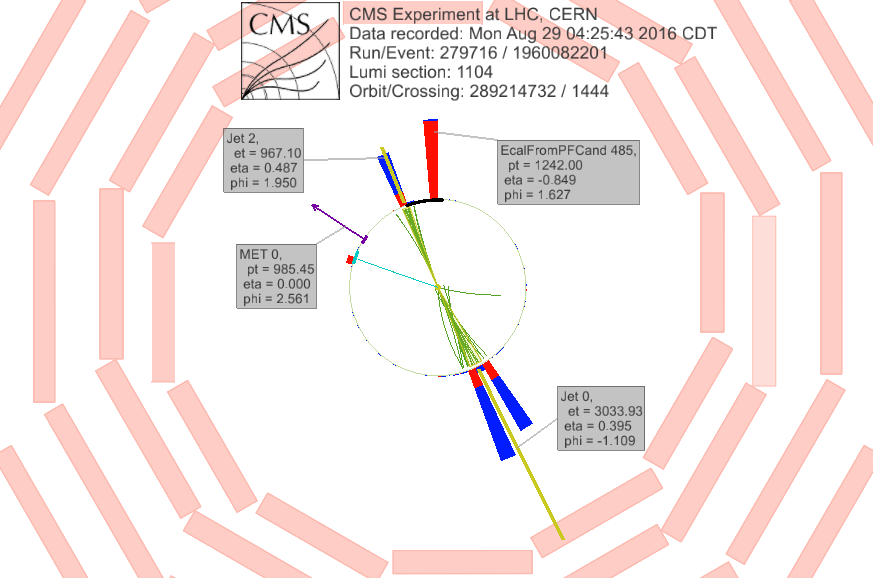 CMS
CMS Experiment at LHC, CERN
Data recorded: Mon Aug 29 04:25:43 2016 CDT
Run/Event: 279716 / 1960082201
Lumi section: 1104
Orbit/Crossing: 289214732 / 1444
Jet 2,
et = 967.10
eta = 0.487
phi = 1.950
EcalFromPFCand 485,
pt = 1242.00
eta = -0.849
phi = 1.627
MET 0,
pt = 985.45
eta = 0.000
phi = 2.561
Jet 0,
et = 3033.93
eta = 0.395
phi = -1.109